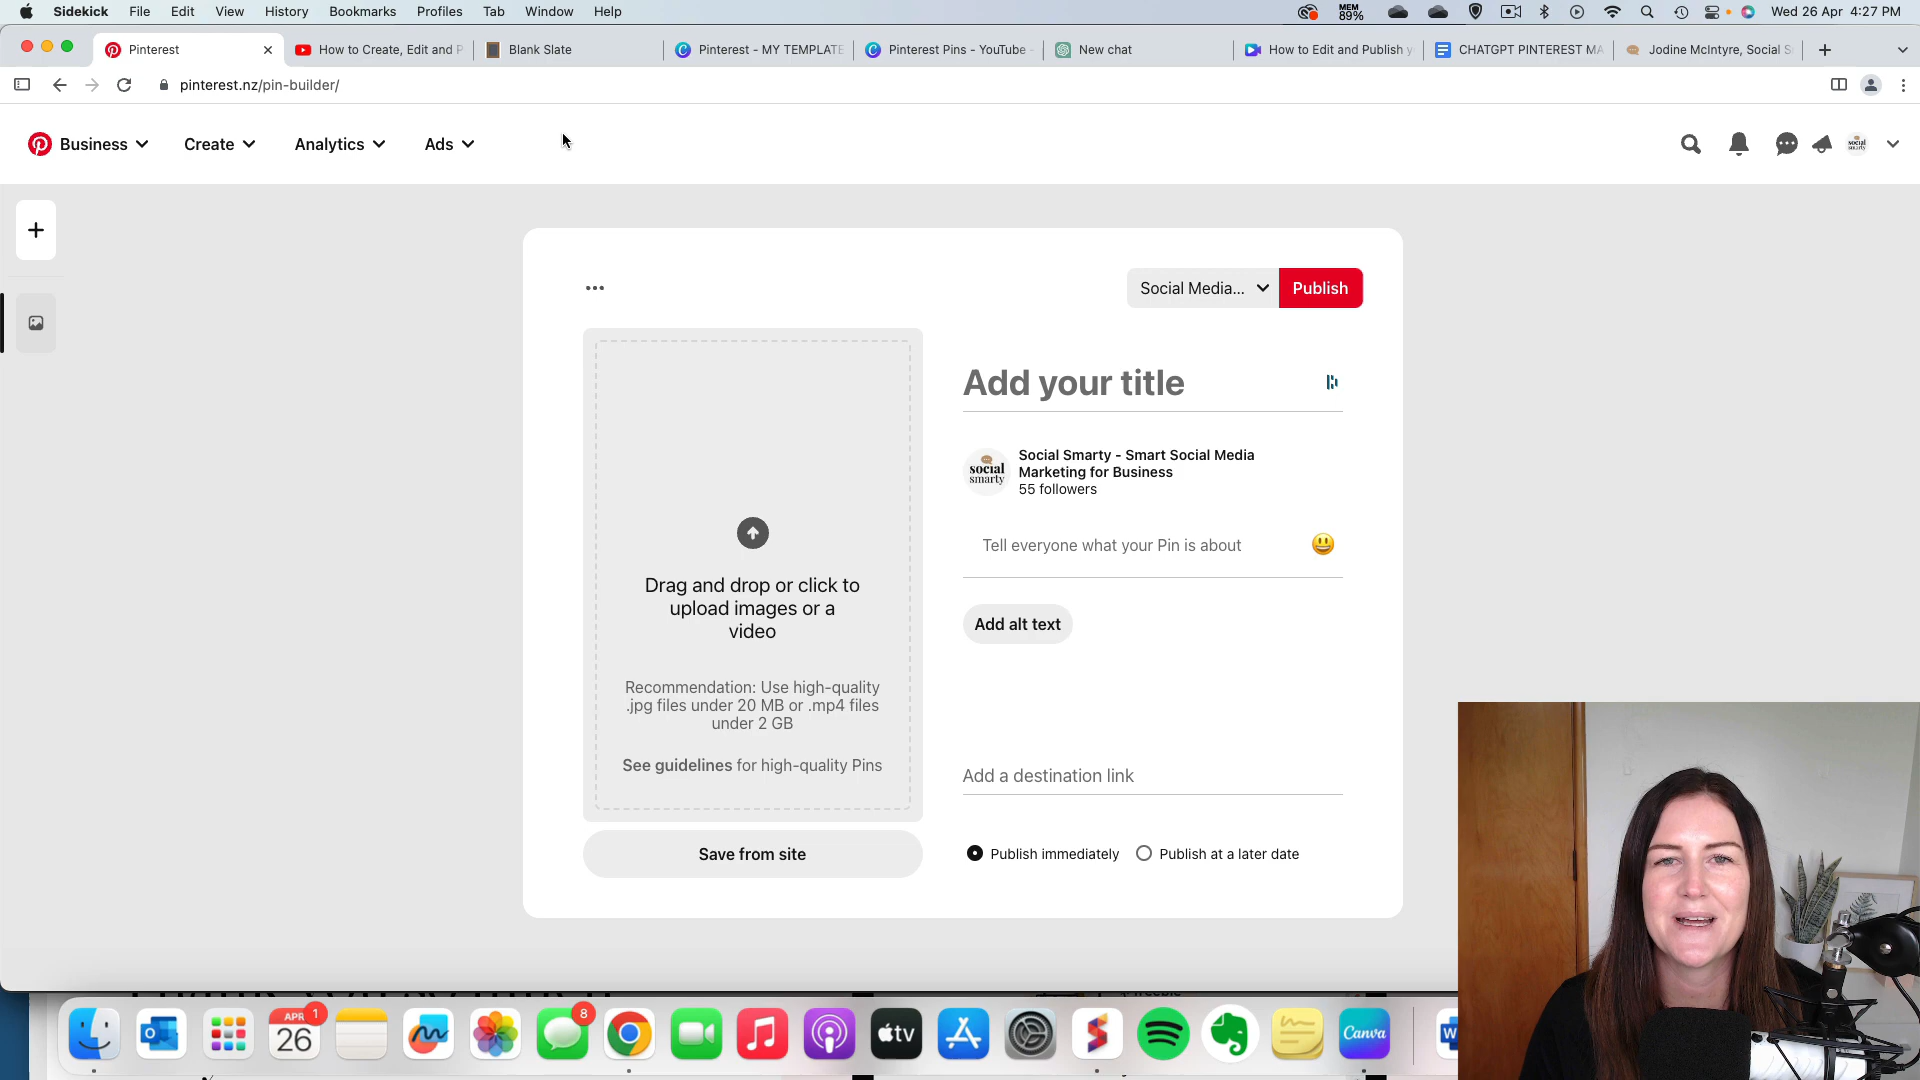 Sidekick File Edit View History Bookmarks Profiles Tab Window Help MEM 89% Wed 26 Apr 4:27 PM
Pinterest How to Create, Edit and P Blank Slate Pinterest - MY TEMPLATE Pinterest Pins - YouTube - New chat How to Edit and Publish y CHATGPT PINTEREST MA Jodine McIntyre, Social S
pinterest.nz/pin-builder/
Business Create Analytics Ads social smarty
Social Media... Publish
Add your title
Social Smarty - Smart Social Media
Marketing for Business
55 followers
social
smarty
Tell everyone what your Pin is about
Drag and drop or click to
upload images or a
video
Add alt text
Recommendation: Use high-quality
.jpg files under 20 MB or .mp4 files
under 2 GB
See guidelines for high-quality Pins
Add a destination link
Save from site
Publish immediately Publish at a later date
APR 1
26
8
tv
Canva
W